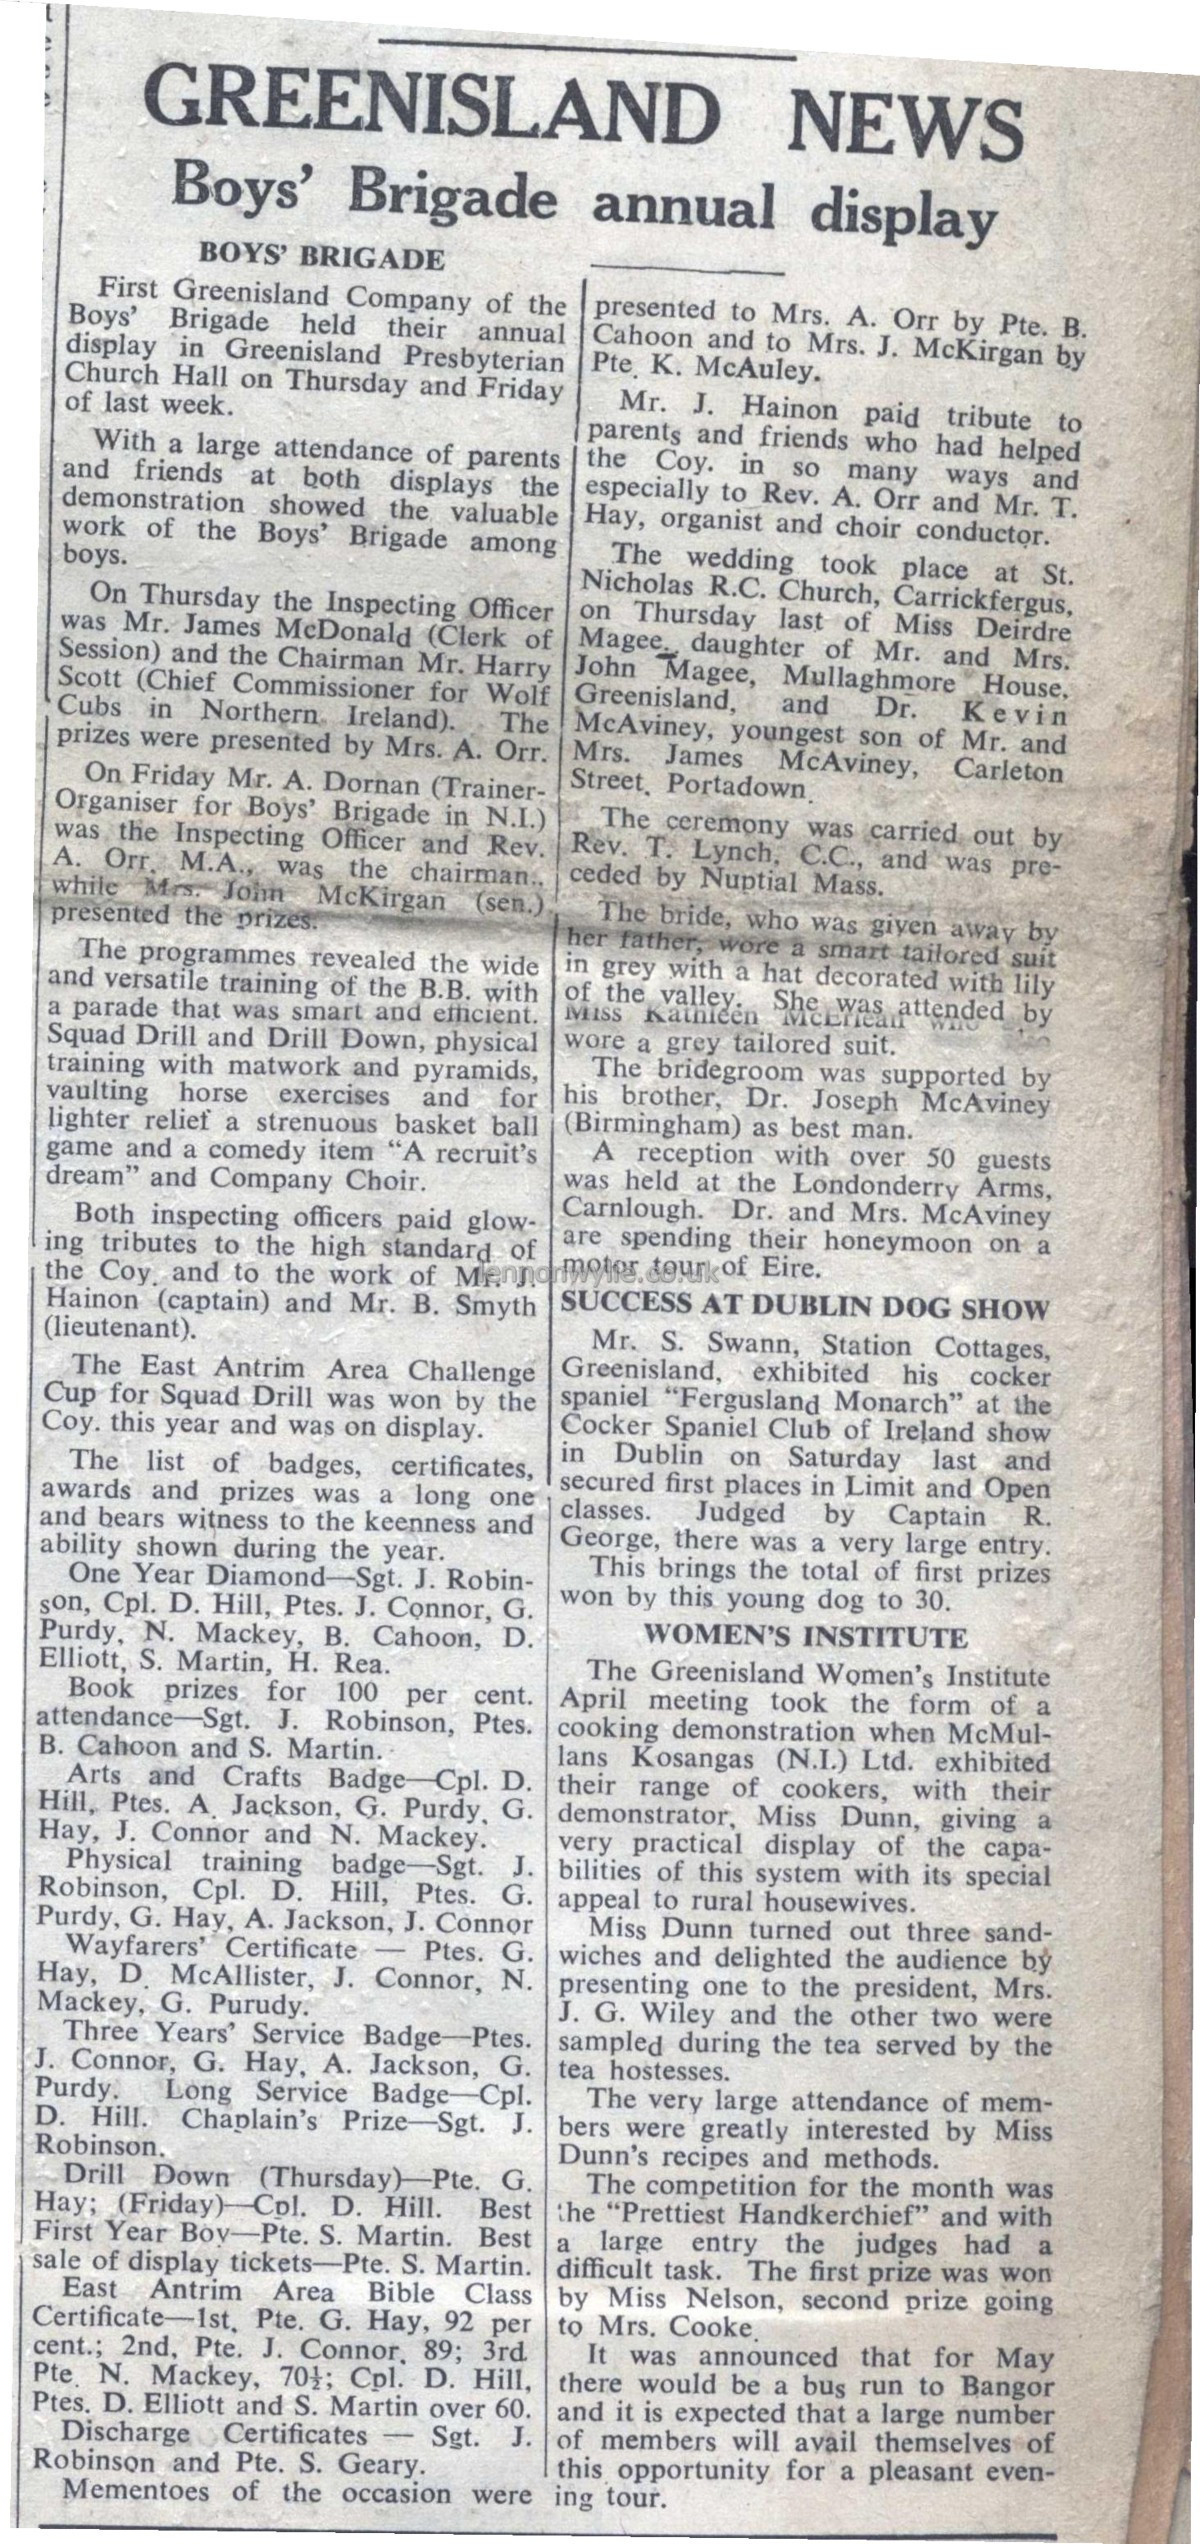 GREENISLAND NEWS
Boys' Brigade annual display
BOYS' BRIGADE
First Greenisland Company of the
Boys' Brigade held their annual
display in Greenisland Presbyterian
Church Hall on Thursday and Friday
of last week.
With a large attendance of parents
and friends at both displays the
demonstration showed the valuable
work of the Boys' Brigade among
boys.
On Thursday the Inspecting Officer
was Mr. James McDonald (Clerk of
Session) and the Chairman Mr. Harry
Scott (Chief Commissioner for Wolf
Cubs in Northern Ireland). The
prizes were presented by Mrs. A. Orr.
On Friday Mr. A. Dornan (Trainer-
Organiser for Boys' Brigade in N.I.)
was the Inspecting Officer and Rev.
A. Orr, M.A., was the chairman,
while Mrs. John McKirgan (sen.)
presented the prizes.
The programmes revealed the wide
and versatile training of the B.B. with
a parade that was smart and efficient.
Squad Drill and Drill Down, physical
training with matwork and pyramids,
vaulting horse exercises and for
lighter relief a strenuous basket ball
game and a comedy item "A recruit's
dream" and Company Choir.
Both inspecting officers paid glow-
ing tributes to the high standard of
the Coy. and to the work of Mr. J.
Hainon (captain) and Mr. B. Smyth
(lieutenant).
The East Antrim Area Challenge
Cup for Squad Drill was won by the
Coy. this year and was on display.
The list of badges, certificates,
awards and prizes was a long one
and bears witness to the keenness and
ability shown during the year.
One Year Diamond—Sgt. J. Robin-
son, Cpl. D. Hill, Ptes. J. Connor, G.
Purdy, N. Mackey, B. Cahoon, D.
Elliott, S. Martin, H. Rea.
Book prizes for 100 per cent.
attendance—Sgt. J. Robinson, Ptes.
B. Cahoon and S. Martin.
Arts and Crafts Badge—Cpl. D.
Hill, Ptes. A. Jackson, G. Purdy, G.
Hay, J. Connor and N. Mackey.
Physical training badge—Sgt. J.
Robinson, Cpl. D. Hill, Ptes. G.
Purdy, G. Hay, A. Jackson, J. Connor
Wayfarers' Certificate — Ptes. G.
Hay, D. McAllister, J. Connor, N.
Mackey, G. Purudy.
Three Years' Service Badge—Ptes.
J. Connor, G. Hay, A. Jackson, G.
Purdy. Long Service Badge—Cpl.
D. Hill. Chaplain's Prize—Sgt. J.
Robinson.
Drill Down (Thursday)—Pte. G.
Hay; (Friday)—Cpl. D. Hill. Best
First Year Boy—Pte. S. Martin. Best
sale of display tickets—Pte. S. Martin.
East Antrim Area Bible Class
Certificate—1st, Pte. G. Hay, 92 per
cent.; 2nd, Pte. J. Connor, 89; 3rd
Pte. N. Mackey, 70½; Cpl. D. Hill,
Ptes. D. Elliott and S. Martin over 60.
Discharge Certificates — Sgt. J.
Robinson and Pte. S. Geary.
Mementoes of the occasion were
presented to Mrs. A. Orr by Pte. B.
Cahoon and to Mrs. J. McKirgan by
Pte. K. McAuley.
Mr. J. Hainon paid tribute to
parents and friends who had helped
the Coy. in so many ways and
especially to Rev. A. Orr and Mr. T.
Hay, organist and choir conductor.
The wedding took place at St.
Nicholas R.C. Church, Carrickfergus,
on Thursday last of Miss Deirdre
Magee, daughter of Mr. and Mrs.
John Magee, Mullaghmore House,
Greenisland, and Dr. Kevin
McAviney, youngest son of Mr. and
Mrs. James McAviney, Carleton
Street, Portadown.
The ceremony was carried out by
Rev. T. Lynch, C.C., and was pre-
ceded by Nuptial Mass.
The bride, who was given away by
her father, wore a smart tailored suit
in grey with a hat decorated with lily
of the valley. She was attended by
Miss Kathleen McErlean who
wore a grey tailored suit.
The bridegroom was supported by
his brother, Dr. Joseph McAviney
(Birmingham) as best man.
A reception with over 50 guests
was held at the Londonderry Arms,
Carnlough. Dr. and Mrs. McAviney
are spending their honeymoon on a
motor tour of Eire.
lennonwylie.co.uk
SUCCESS AT DUBLIN DOG SHOW
Mr. S. Swann, Station Cottages,
Greenisland, exhibited his cocker
spaniel "Fergusland Monarch" at the
Cocker Spaniel Club of Ireland show
in Dublin on Saturday last and
secured first places in Limit and Open
classes. Judged by Captain R.
George, there was a very large entry.
This brings the total of first prizes
won by this young dog to 30.
WOMEN'S INSTITUTE
The Greenisland Women's Institute
April meeting took the form of a
cooking demonstration when McMul-
lans Kosangas (N.I.) Ltd. exhibited
their range of cookers, with their
demonstrator, Miss Dunn, giving a
very practical display of the capa-
bilities of this system with its special
appeal to rural housewives.
Miss Dunn turned out three sand-
wiches and delighted the audience by
presenting one to the president, Mrs.
J. G. Wiley and the other two were
sampled during the tea served by the
tea hostesses.
The very large attendance of mem-
bers were greatly interested by Miss
Dunn's recipes and methods.
The competition for the month was
the "Prettiest Handkerchief" and with
a large entry the judges had a
difficult task. The first prize was won
by Miss Nelson, second prize going
to Mrs. Cooke.
It was announced that for May
there would be a bus run to Bangor
and it is expected that a large number
of members will avail themselves of
this opportunity for a pleasant even-
ing tour.